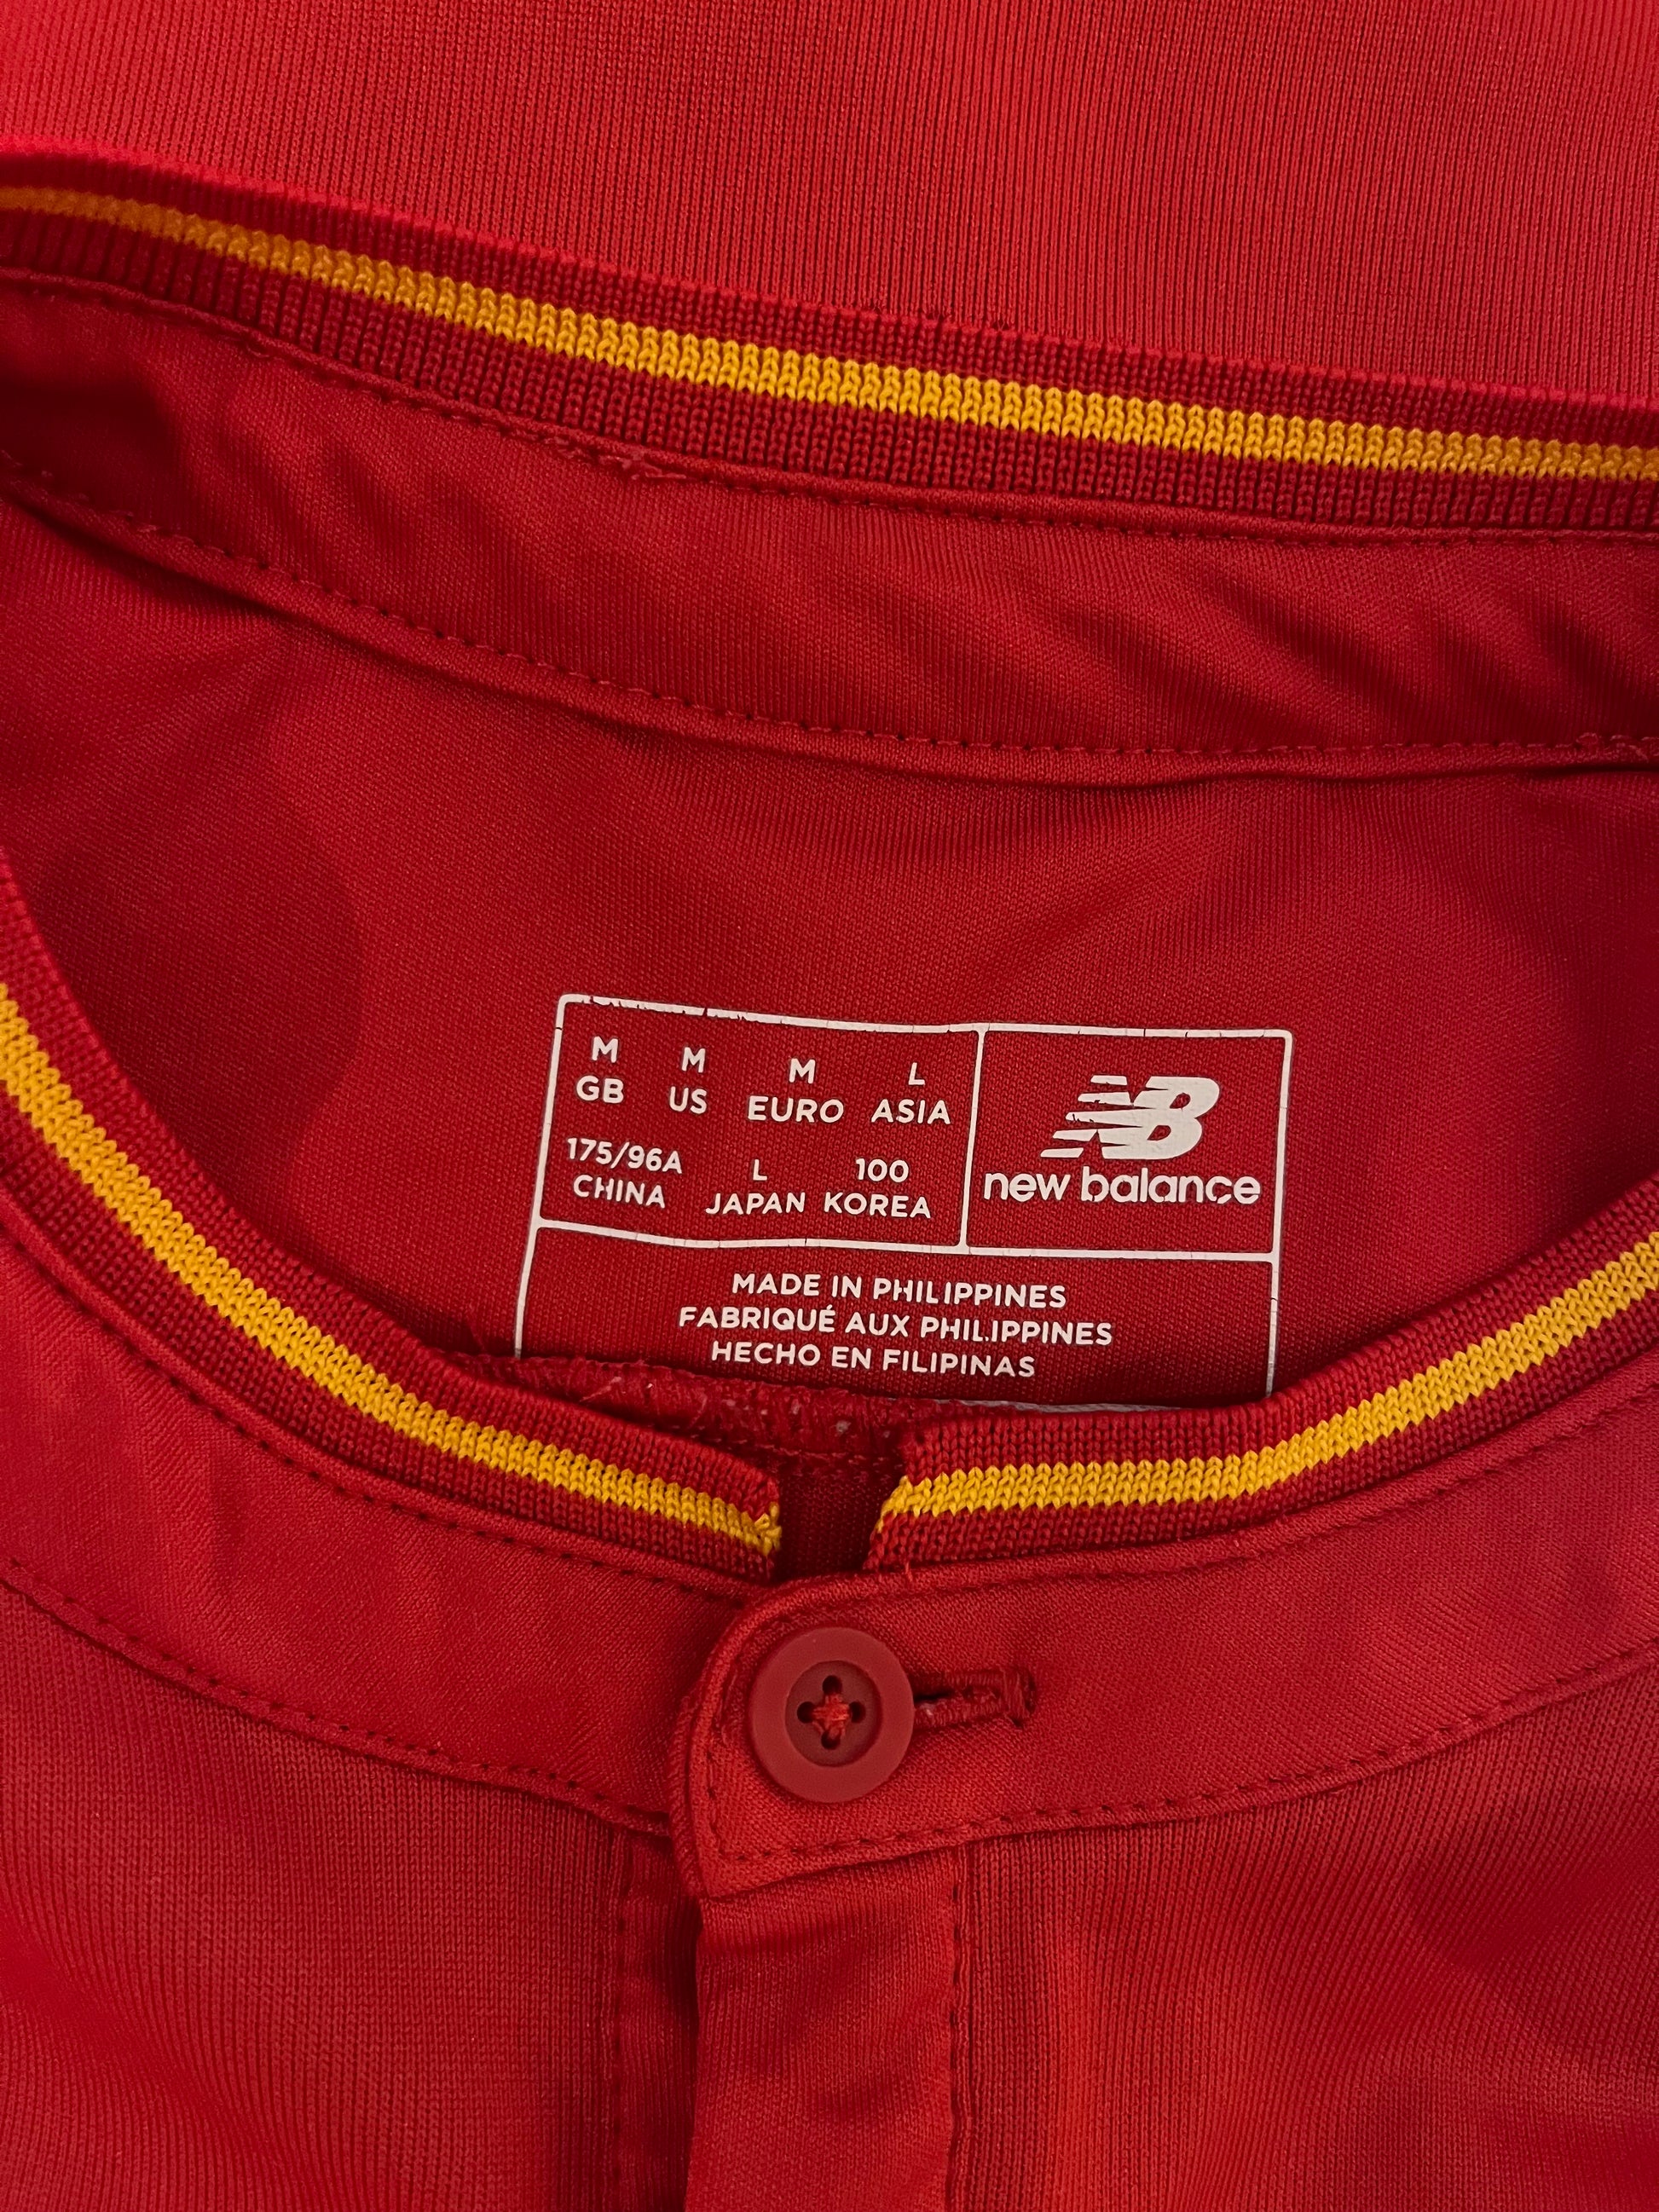 M M M L
GB US EURO ASIA
175/96A L 100
CHINA JAPAN KOREA
NB
new balance
MADE IN PHILIPPINES
FABRIQUÉ AUX PHILIPPINES
HECHO EN FILIPINAS